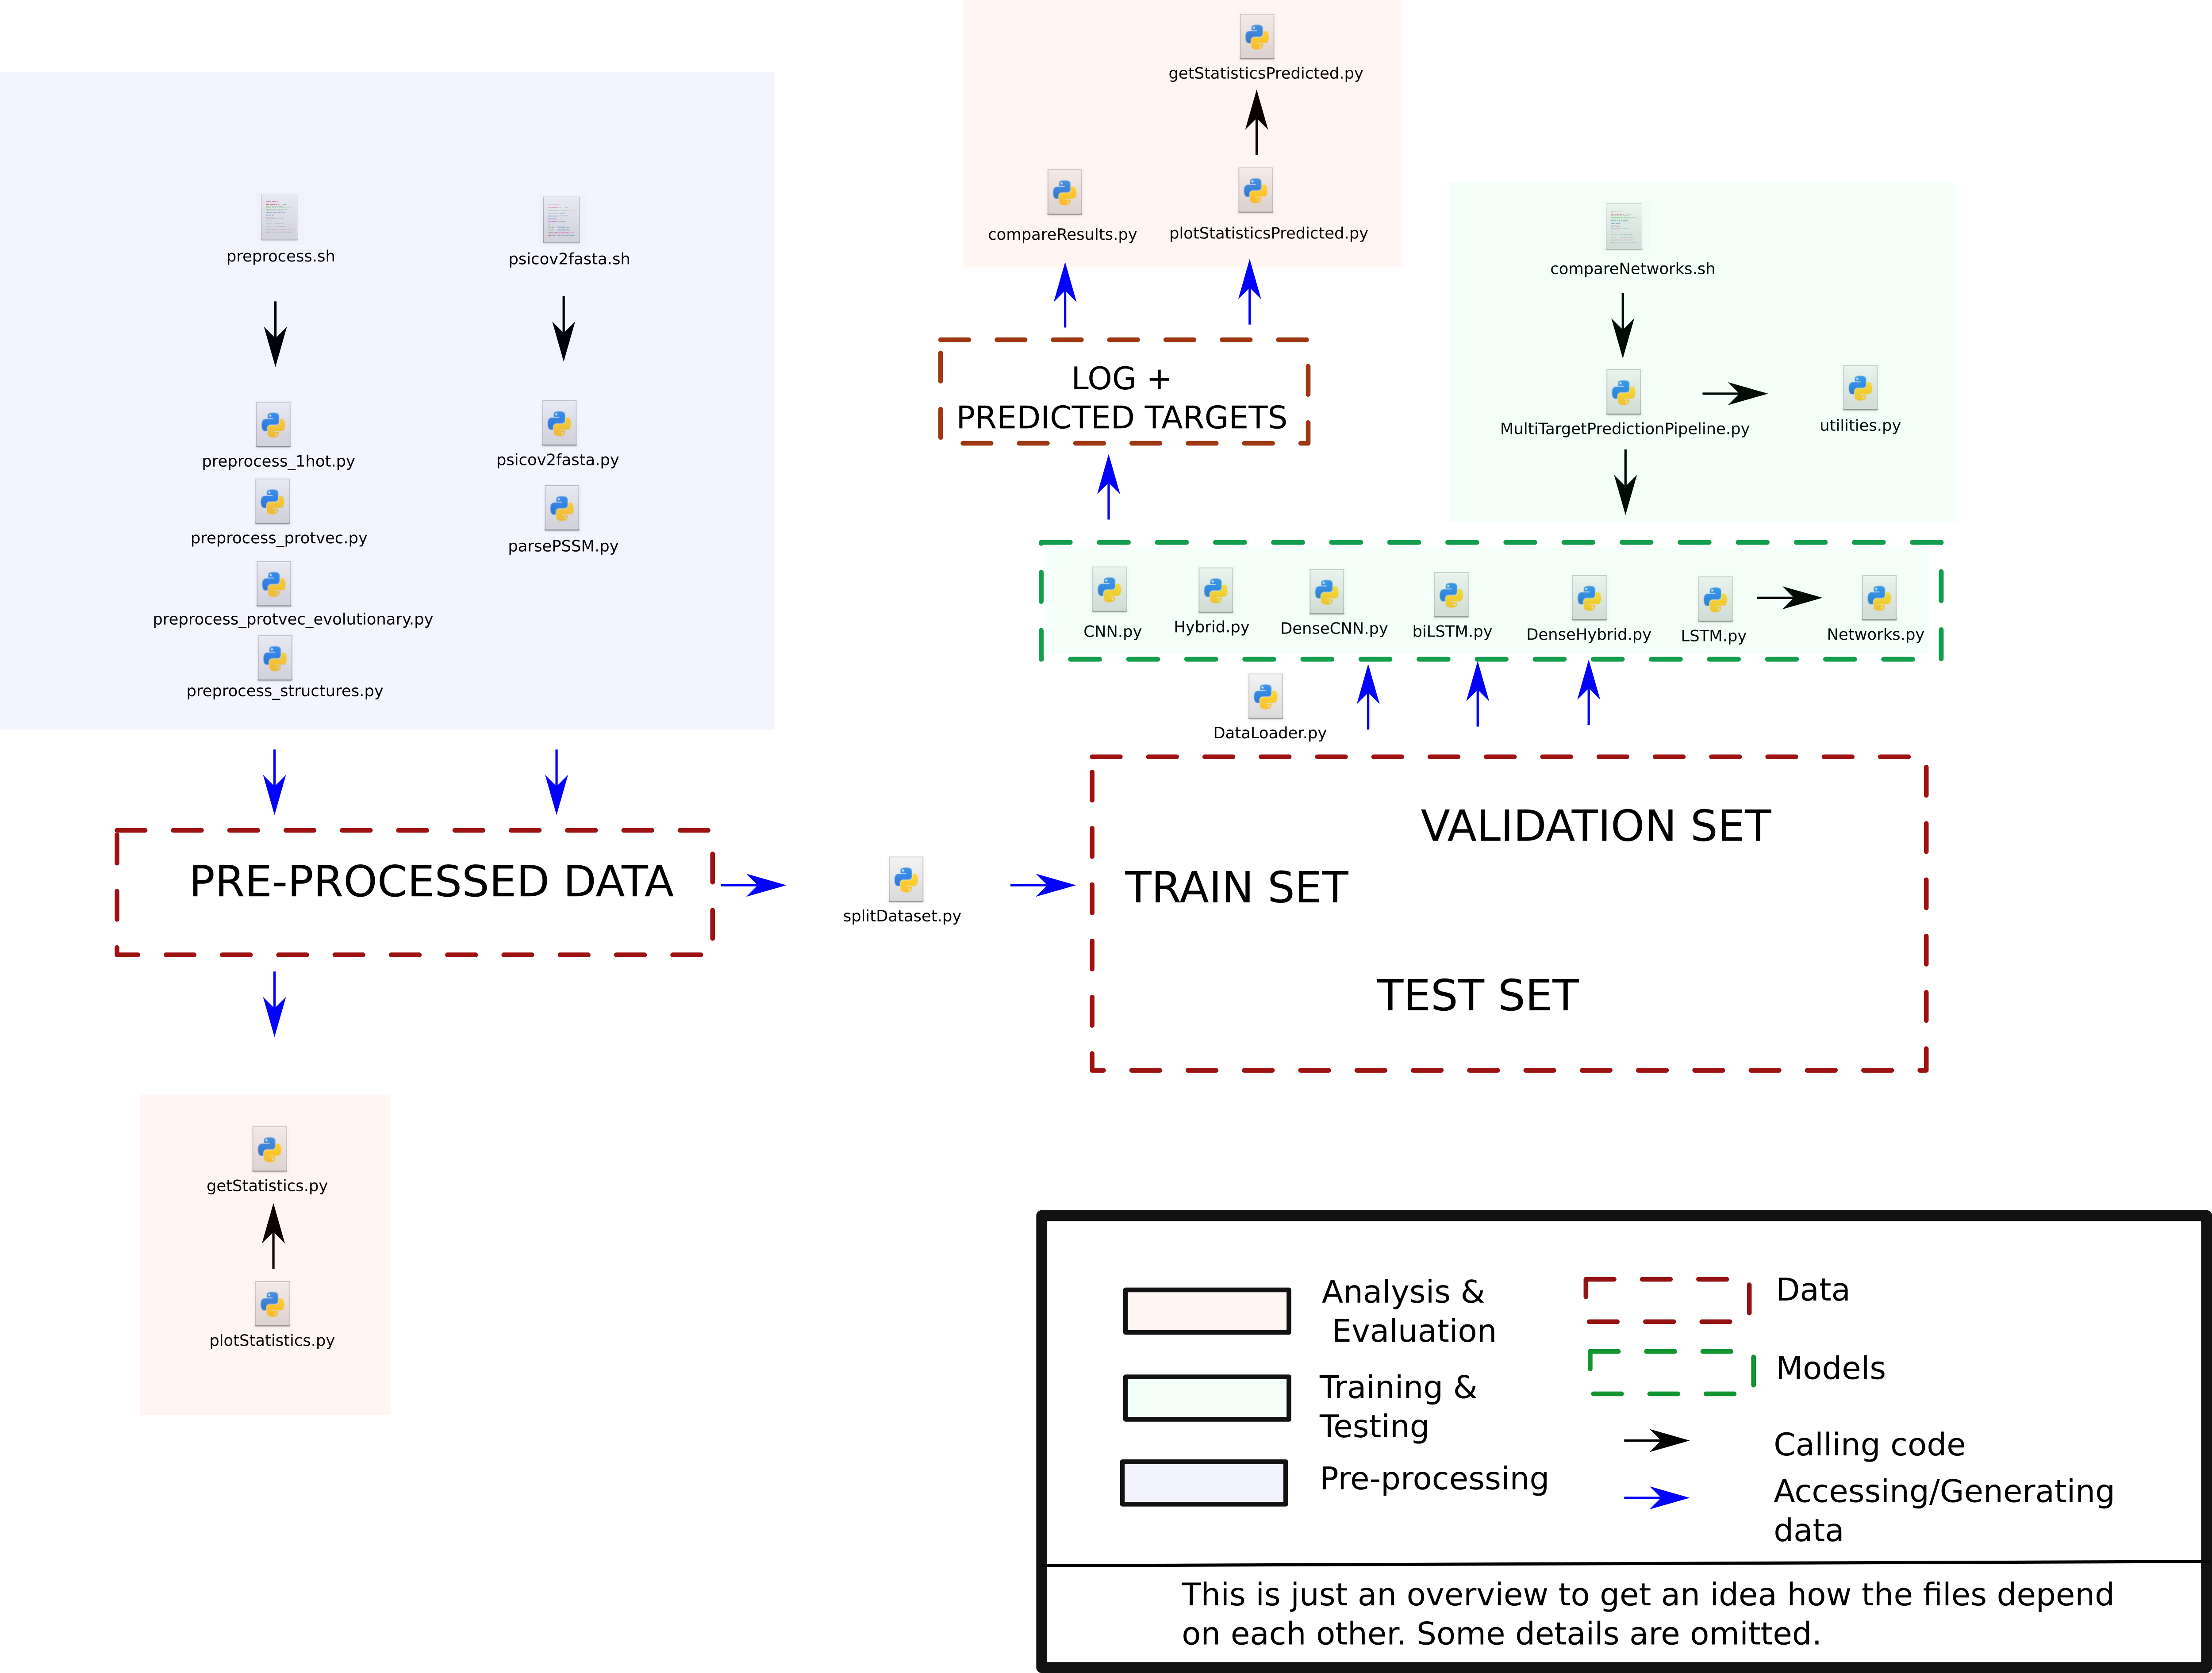 getStatisticsPredicted.py
compareResults.py
plotStatisticsPredicted.py
preprocess.sh
psicov2fasta.sh
compareNetworks.sh
LOG +
PREDICTED TARGETS
MultiTargetPredictionPipeline.py
utilities.py
preprocess_1hot.py
psicov2fasta.py
preprocess_protvec.py
parsePSSM.py
preprocess_protvec_evolutionary.py
preprocess_structures.py
CNN.py
Hybrid.py
DenseCNN.py
biLSTM.py
DenseHybrid.py
LSTM.py
Networks.py
DataLoader.py
PRE-PROCESSED DATA
splitDataset.py
VALIDATION SET
TRAIN SET
TEST SET
getStatistics.py
plotStatistics.py
Analysis &
Evaluation
Training &
Testing
Pre-processing
Data
Models
Calling code
Accessing/Generating
data
This is just an overview to get an idea how the files depend
on each other. Some details are omitted.